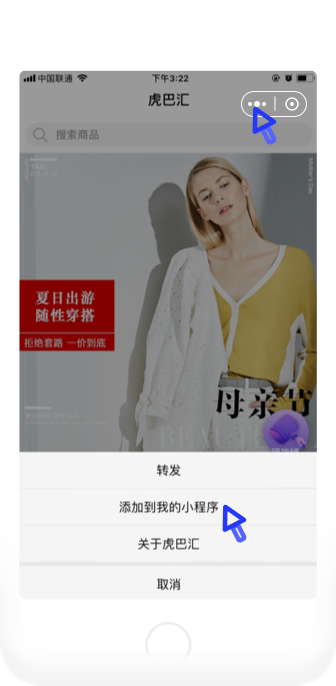 中国联通
下午3:22
虎巴汇
搜索商品
Mother's Day
夏日出游
随性穿搭
拒绝套路 一价到底
母亲节
转发
添加到我的小程序
关于虎巴汇
取消